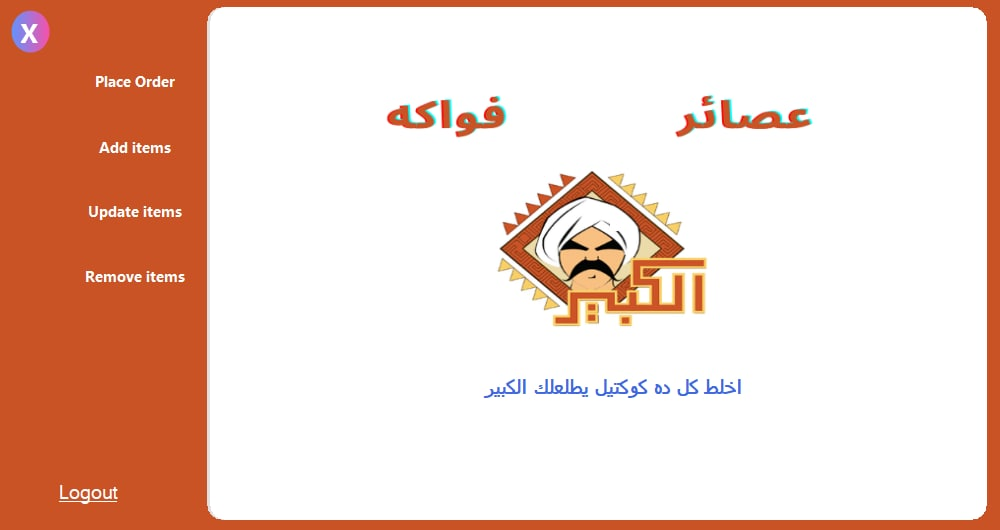 X
Place Order
Add items
Update items
Remove items
Logout
عصائر فواكه
الكبير
اخلط كل ده كوكتيل يطلعلك الكبير